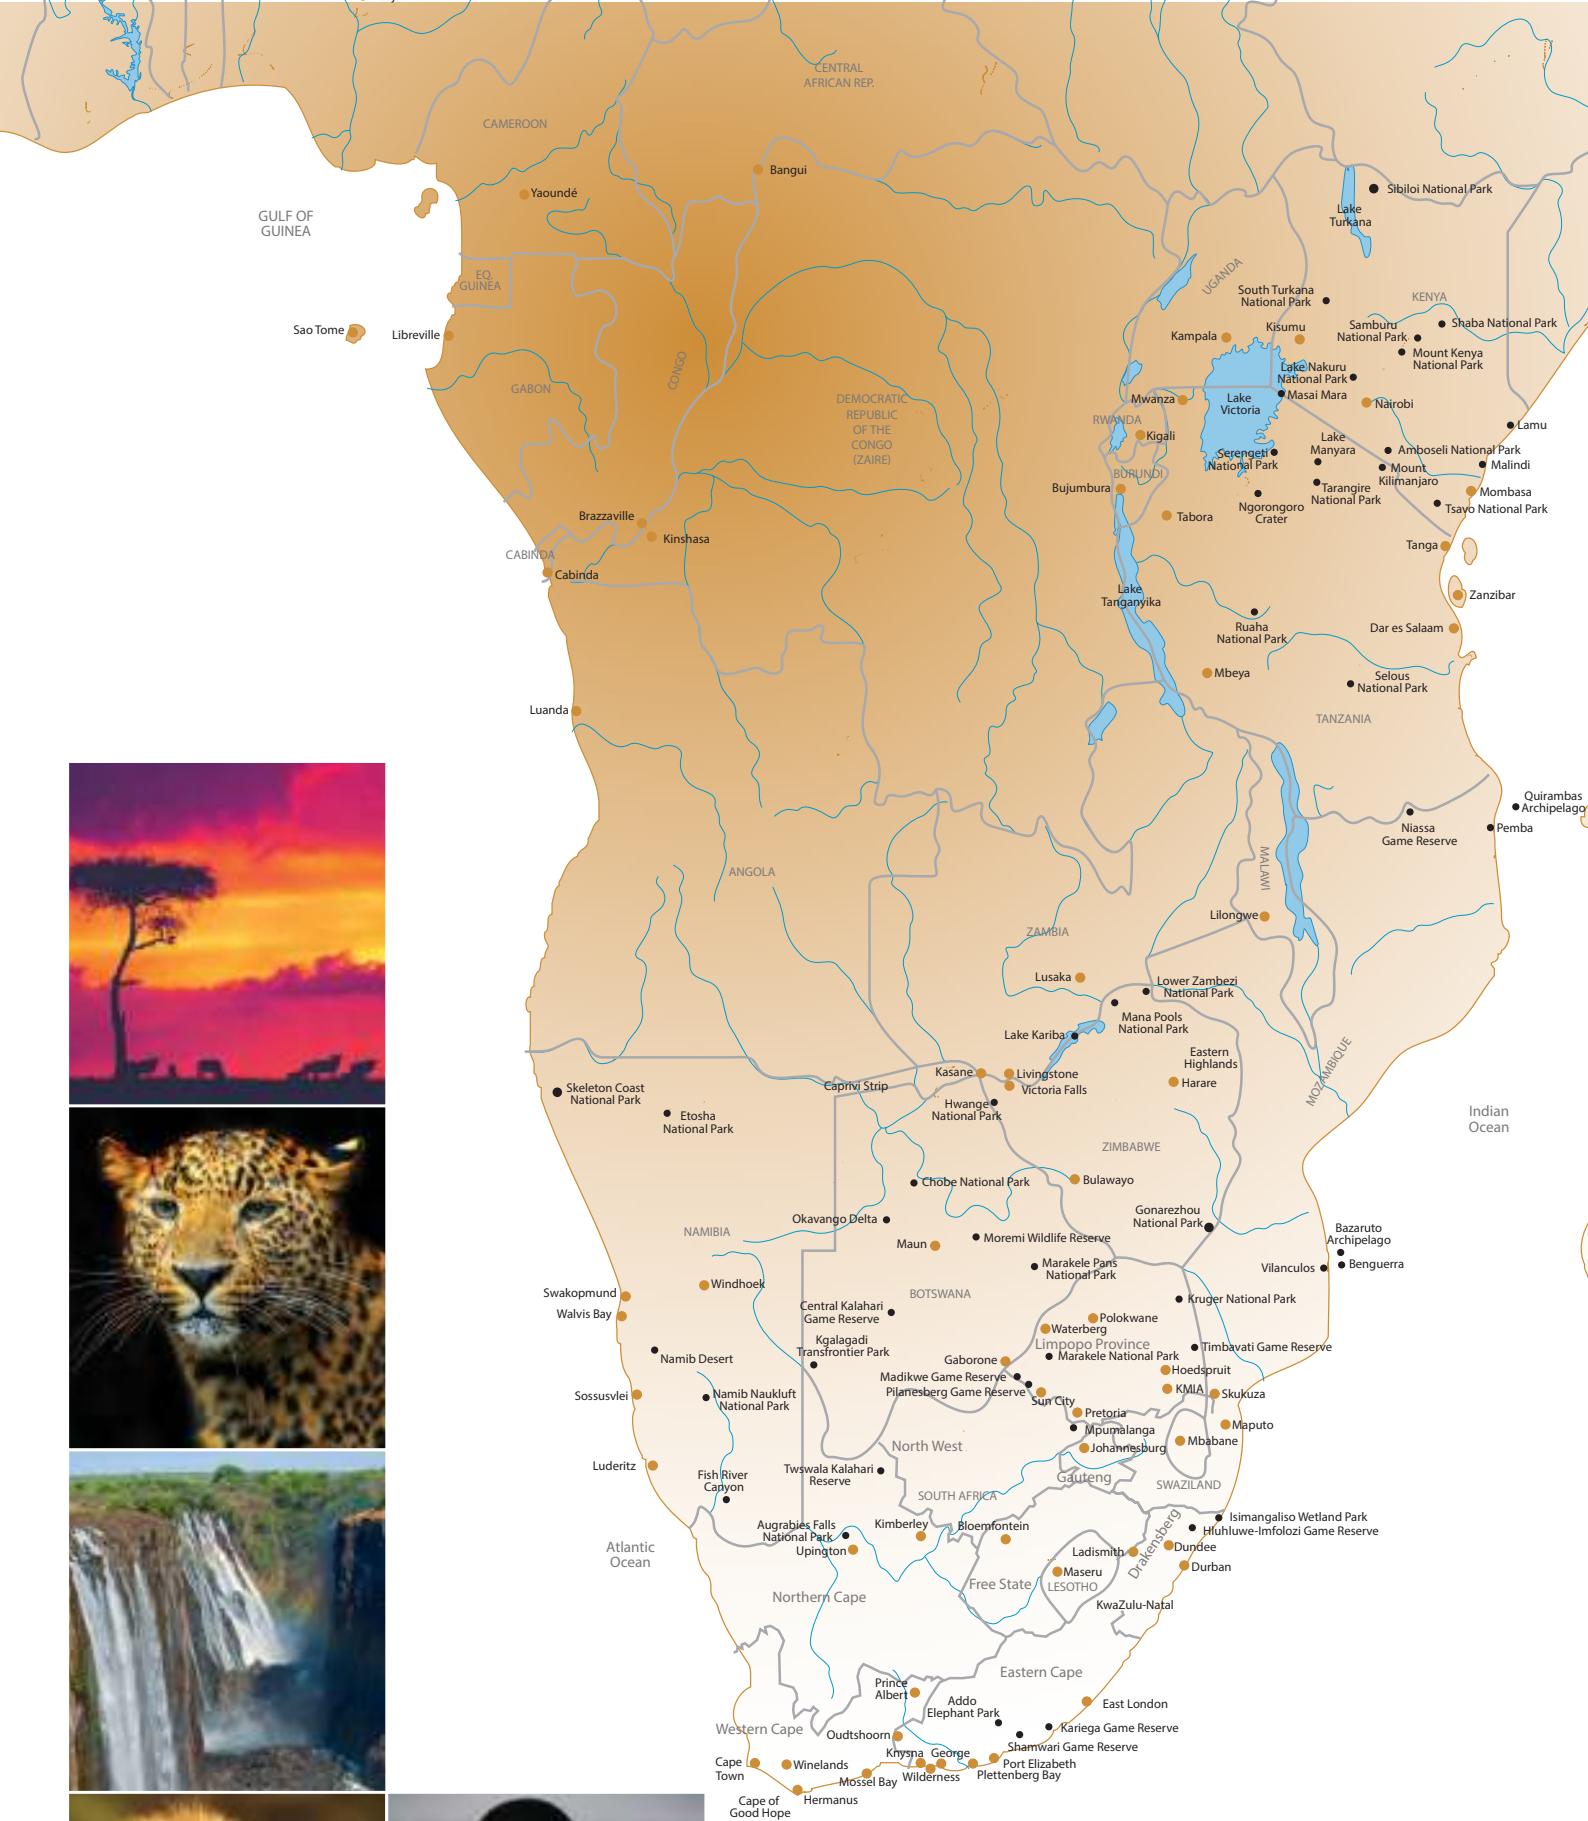 CENTRAL
AFRICAN REP.
CAMEROON
Bangui
Yaoundé
Sibiloi National Park
Lake
Turkana
GULF OF
GUINEA
EQ.
GUINEA
UGANDA
South Turkana
National Park
KENYA
Sao Tome
Libreville
Kampala
Kisumu
Samburu
National Park
Shaba National Park
Mount Kenya
National Park
CONGO
GABON
Lake Nakuru
National Park
Masai Mara
DEMOCRATIC
REPUBLIC
OF THE
CONGO
(ZAIRE)
Mwanza
Lake
Victoria
Nairobi
RWANDA
Kigali
Lamu
Lake
Manyara
Serengeti
National Park
Amboseli National Park
Mount
Kilimanjaro
Malindi
BURUNDI
Bujumbura
Tarangire
National Park
Mombasa
Ngorongoro
Crater
Tsavo National Park
Brazzaville
Tabora
Kinshasa
Tanga
CABINDA
Cabinda
Lake
Tanganyika
Zanzibar
Ruaha
National Park
Dar es Salaam
Mbeya
Selous
National Park
Luanda
TANZANIA
Quirambas
Archipelago
Niassa
Game Reserve
Pemba
ANGOLA
MALAWI
Lilongwe
ZAMBIA
Lusaka
Lower Zambezi
National Park
Mana Pools
National Park
Lake Kariba
Eastern
Highlands
MOZAMBIQUE
Kasane
Livingstone
Victoria Falls
Harare
Caprivi Strip
Skeleton Coast
National Park
Hwange
National Park
Etosha
National Park
Indian
Ocean
ZIMBABWE
Chobe National Park
Bulawayo
Okavango Delta
Gonarezhou
National Park
NAMIBIA
Maun
Moremi Wildlife Reserve
Bazaruto
Archipelago
Marakele Pans
National Park
Vilanculos
Benguerra
Windhoek
BOTSWANA
Swakopmund
Walvis Bay
Central Kalahari
Game Reserve
Kruger National Park
Polokwane
Waterberg
Limpopo Province
Kgalagadi
Transfrontier Park
Timbavati Game Reserve
Namib Desert
Gaborone
Marakele National Park
Hoedspruit
Madikwe Game Reserve
Pilanesberg Game Reserve
Sun City
KMIA
Skukuza
Sossusvlei
Namib Naukluft
National Park
Pretoria
Mpumalanga
Maputo
North West
Johannesburg
Mbabane
Luderitz
Fish River
Canyon
Twswala Kalahari
Reserve
Gauteng
SWAZILAND
SOUTH AFRICA
Augrabies Falls
National Park
Kimberley
Bloemfontein
Isimangaliso Wetland Park
Hluhluwe-Imfolozi Game Reserve
Atlantic
Ocean
Upington
Ladismith
Drakensberg
Dundee
Durban
Maseru
Free State
LESOTHO
Northern Cape
KwaZulu-Natal
Eastern Cape
Prince
Albert
Addo
Elephant Park
East London
Western Cape
Oudtshoorn
Kariega Game Reserve
Shamwari Game Reserve
Cape
Town
Winelands
Knysna
George
Port Elizabeth
Mossel Bay
Wilderness
Plettenberg Bay
Cape of
Good Hope
Hermanus